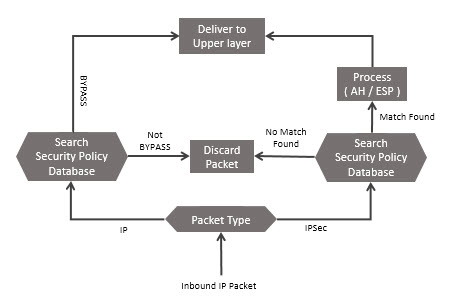 Deliver to
Upper layer
BYPASS
Process
( AH / ESP )
Match Found
Search
Security Policy
Database
Not
BYPASS
Discard
Packet
No Match
Found
Search
Security Policy
Database
IP
Packet Type
IPSec
Inbound IP Packet